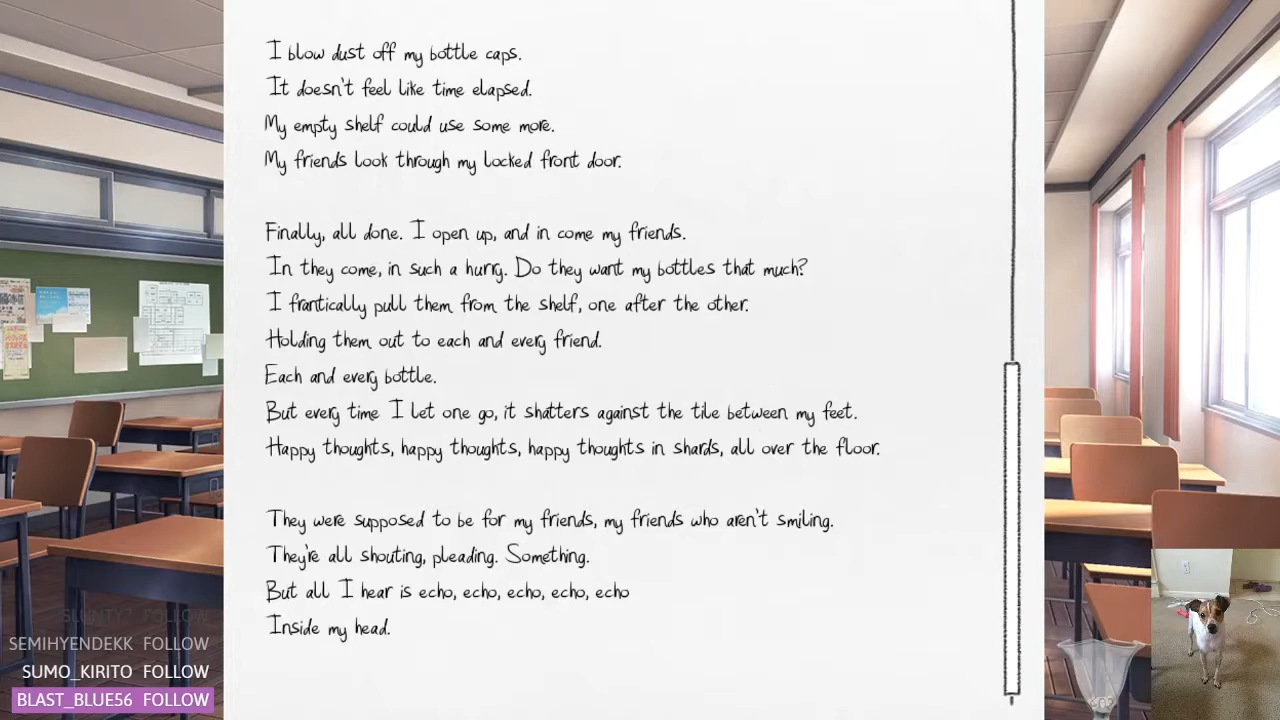 I blow dust off my bottle caps.
It doesn't feel like time elapsed.
My empty shelf could use some more.
My friends look through my locked front door.
Finally, all done. I open up, and in come my friends.
In they come, in such a hurry. Do they want my bottles that much?
I frantically pull them from the shelf, one after the other.
Holding them out to each and every friend.
Each and every bottle.
But every time I let one go, it shatters against the tile between my feet.
Happy thoughts, happy thoughts, happy thoughts in shards, all over the floor.
They were supposed to be for my friends, my friends who aren't smiling.
They're all shouting, pleading. Something.
But all I hear is echo, echo, echo, echo, echo
Inside my head.
FOLLOW
SEMIHYENDEKK FOLLOW
SUMO_KIRITO FOLLOW
BLAST_BLUE56 FOLLOW